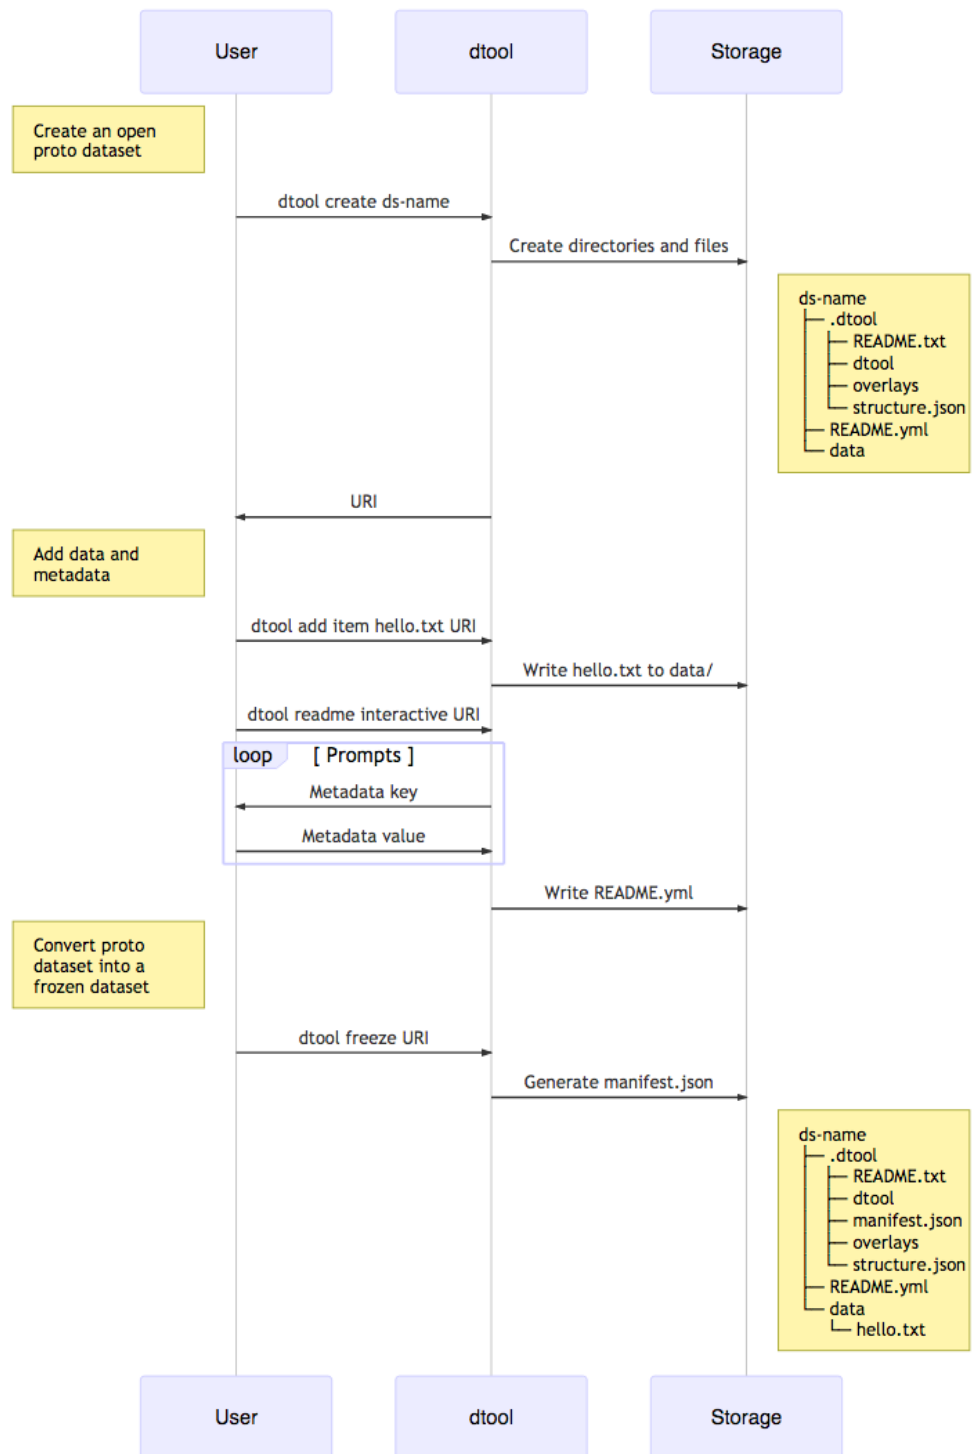 User
dtool
Storage
Create an open
proto dataset
dtool create ds-name
Create directories and files
ds-name
├── .dtool
│   ├── README.txt
│   ├── dtool
│   ├── overlays
│   └── structure.json
├── README.yml
└── data
URI
Add data and
metadata
dtool add item hello.txt URI
Write hello.txt to data/
dtool readme interactive URI
loop
[ Prompts ]
Metadata key
Metadata value
Write README.yml
Convert proto
dataset into a
frozen dataset
dtool freeze URI
Generate manifest.json
ds-name
├── .dtool
│   ├── README.txt
│   ├── dtool
│   ├── manifest.json
│   ├── overlays
│   └── structure.json
├── README.yml
└── data
    └── hello.txt
User
dtool
Storage